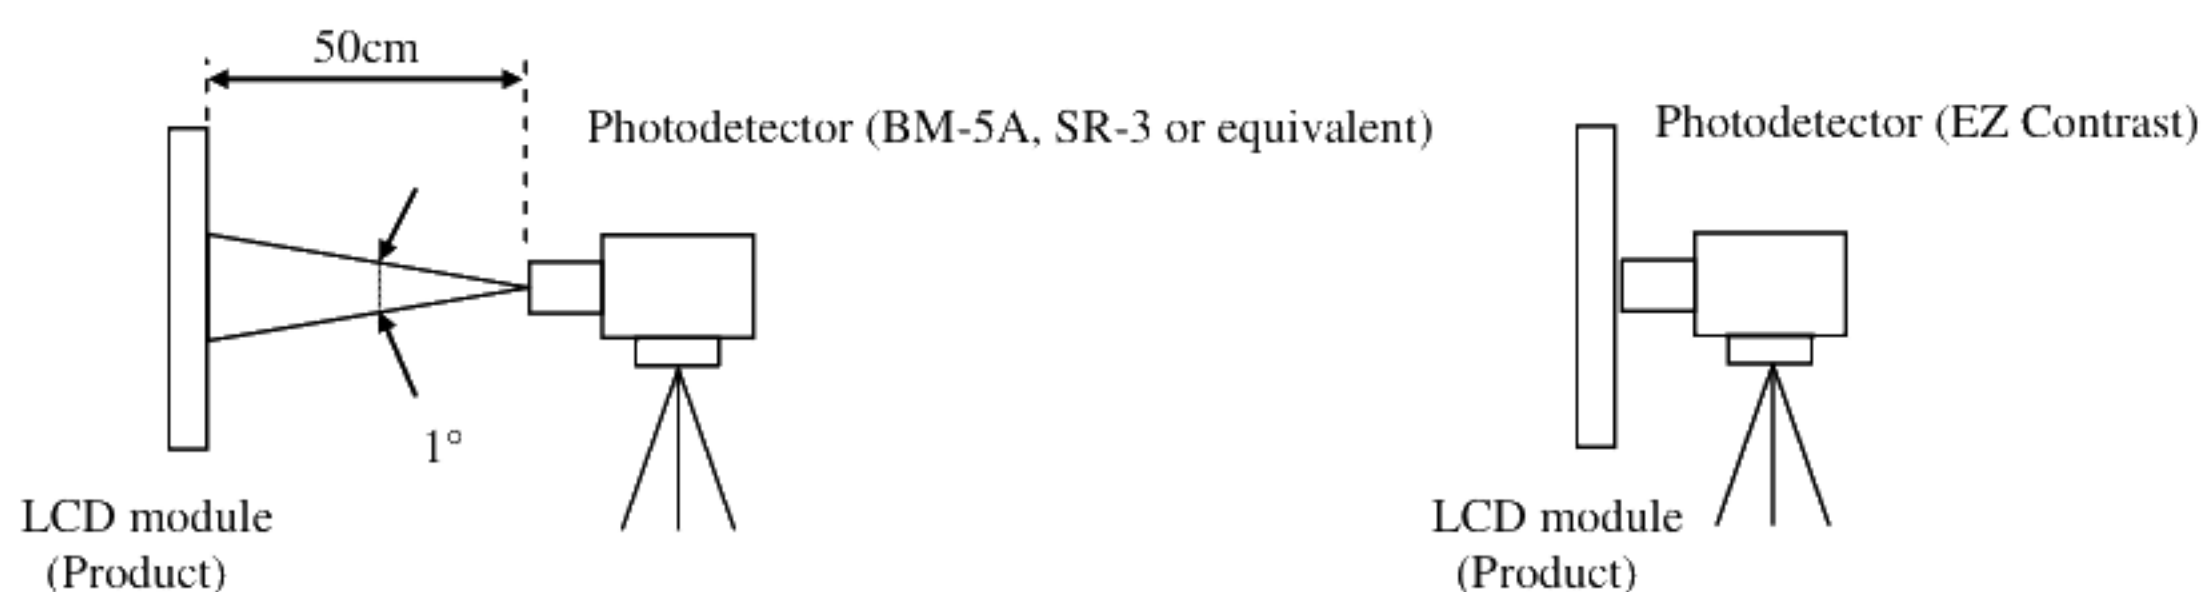 50cm
Photodetector (BM-5A, SR-3 or equivalent)
1°
LCD module
(Product)
Photodetector (EZ Contrast)
LCD module
(Product)